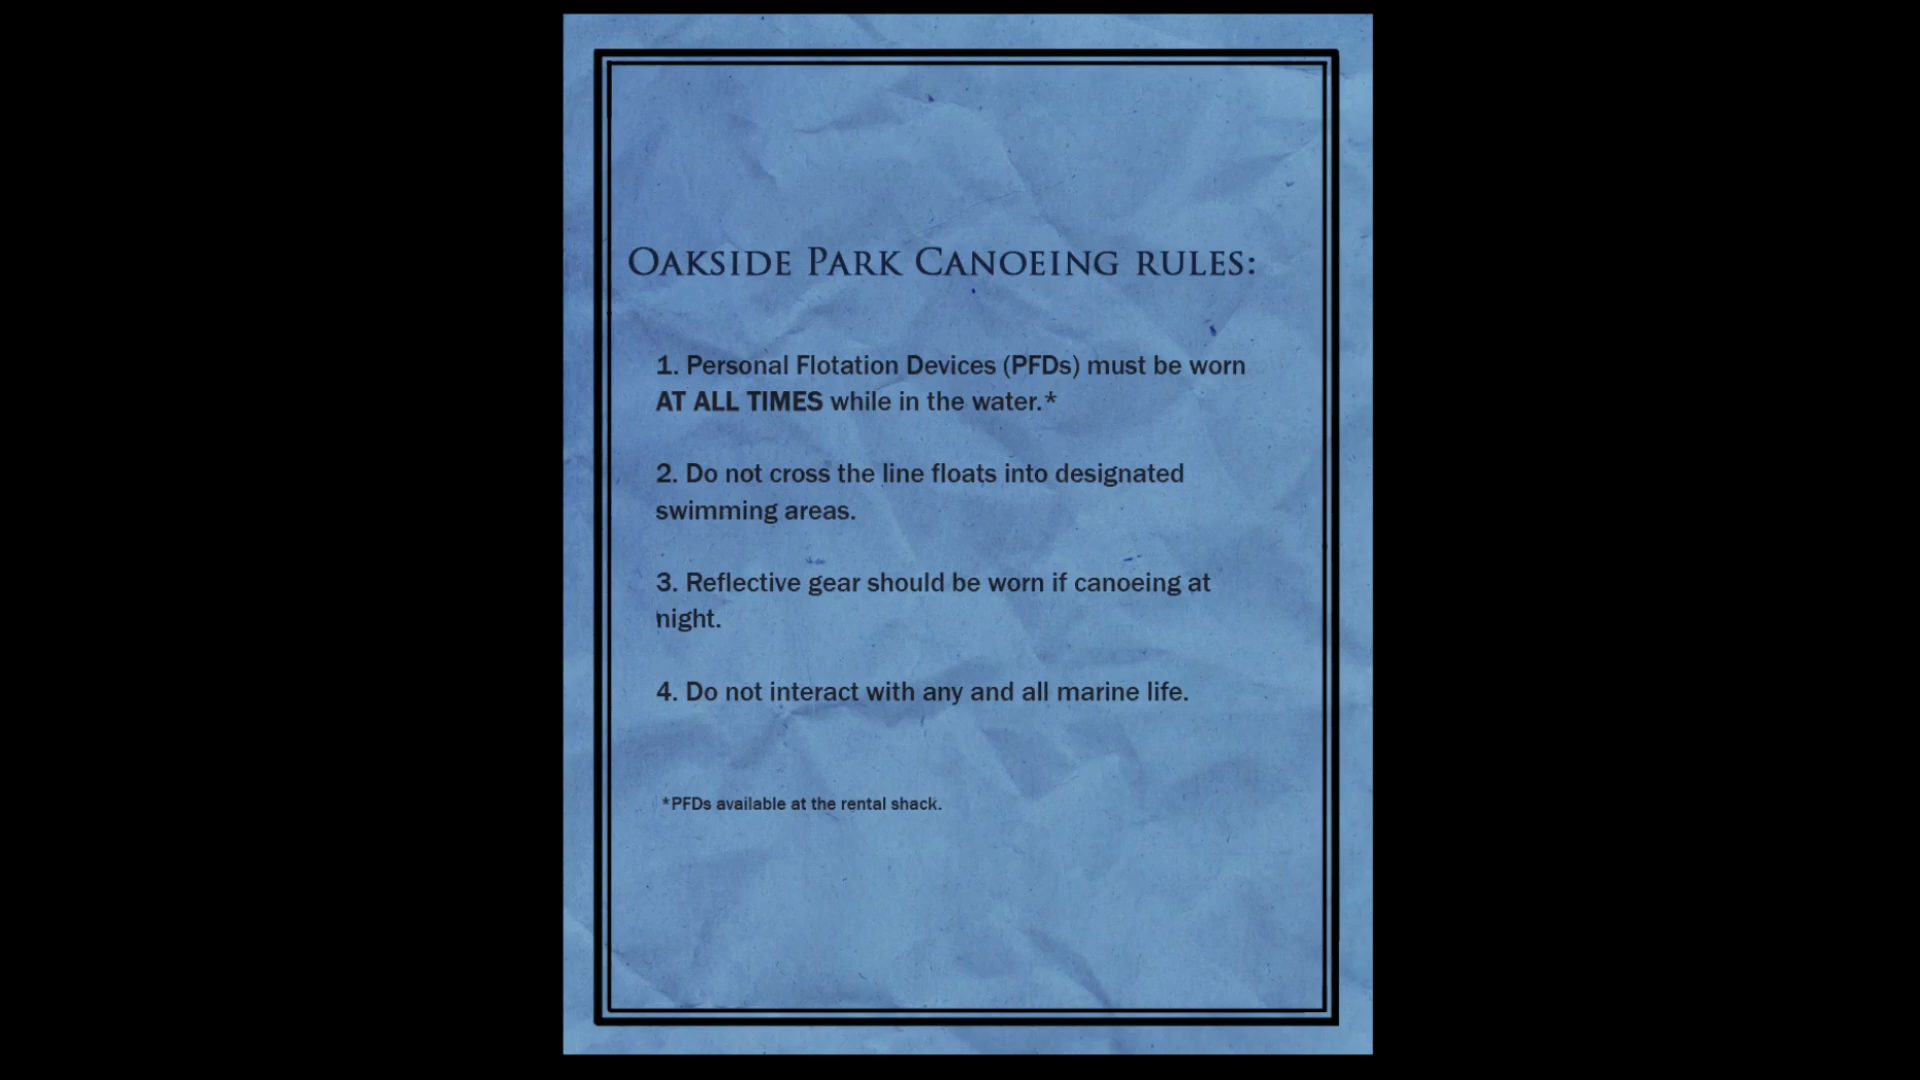 Oakside Park Canoeing rules:
1. Personal Flotation Devices (PFDs) must be worn
AT ALL TIMES while in the water.*
2. Do not cross the line floats into designated
swimming areas.
3. Reflective gear should be worn if canoeing at
night.
4. Do not interact with any and all marine life.
*PFDs available at the rental shack.